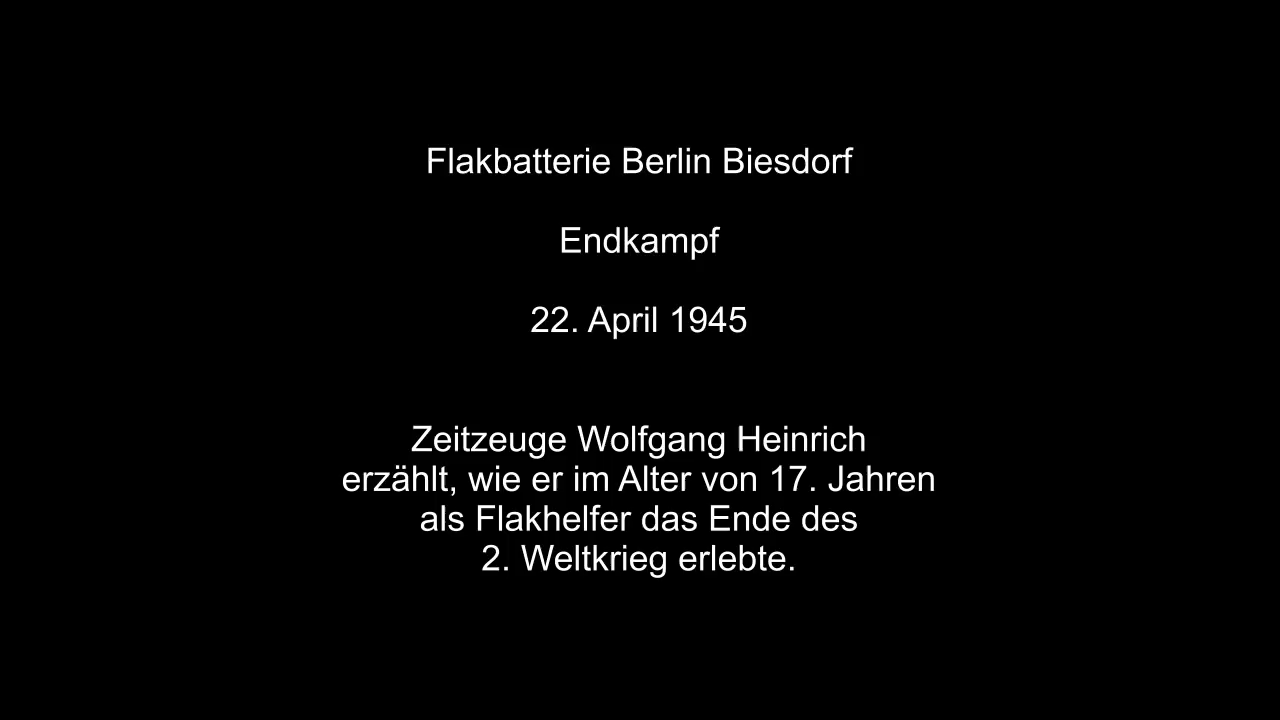 Flakbatterie Berlin Biesdorf
Endkampf
22. April 1945
Zeitzeuge Wolfgang Heinrich
erzählt, wie er im Alter von 17. Jahren
als Flakhelfer das Ende des
2. Weltkrieg erlebte.